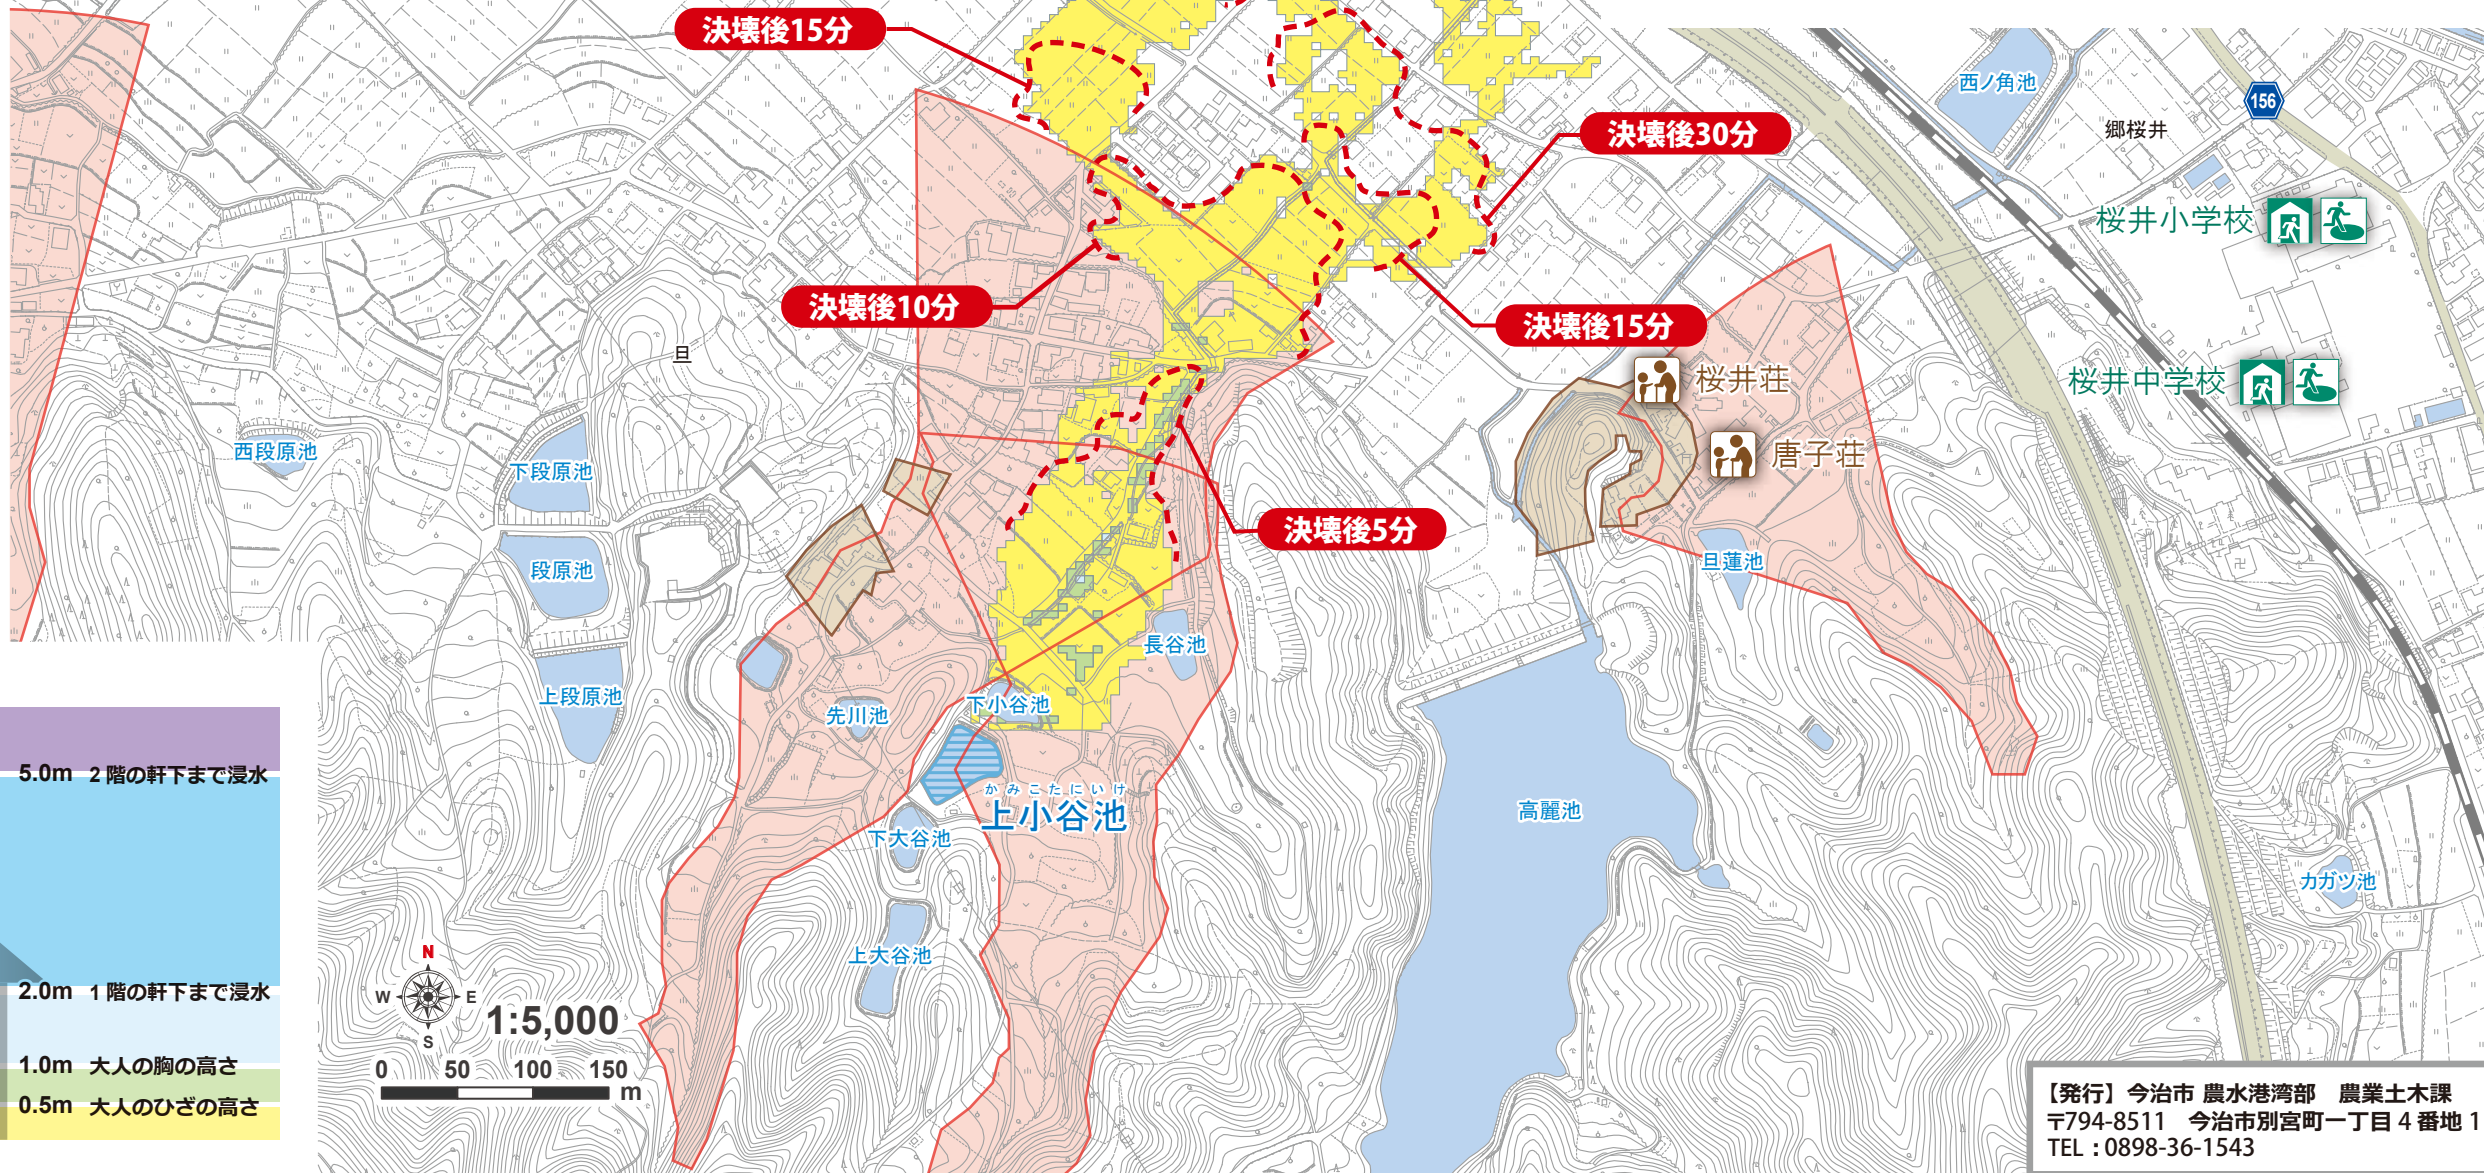 決壊後15分
西ノ角池
156
郷桜井
決壊後30分
桜井小学校
決壊後10分
決壊後15分
旦
桜井荘
桜井中学校
西段原池
下段原池
唐子荘
決壊後5分
段原池
旦蓮池
長谷池
上段原池
先川池
下小谷池
5.0m 2階の軒下まで浸水
かみこたにいけ
上小谷池
高麗池
下大谷池
カガツ池
上大谷池
N
W E
S
1:5,000
0 50 100 150
m
2.0m 1階の軒下まで浸水
1.0m 大人の胸の高さ
0.5m 大人のひざの高さ
【発行】今治市 農水港湾部 農業土木課
〒794-8511 今治市別宮町一丁目4番地1
TEL：0898-36-1543